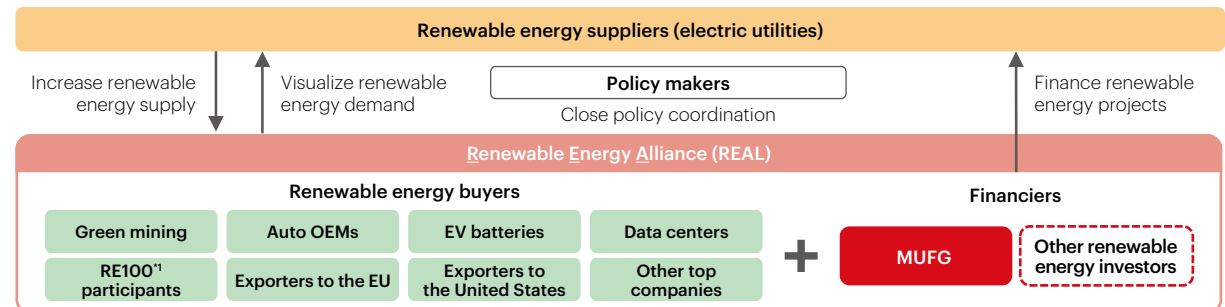 Renewable energy suppliers (electric utilities)
Increase renewable
energy supply
Visualize renewable
energy demand
Policy makers
Close policy coordination
Finance renewable
energy projects
Renewable Energy Alliance (REAL)
Renewable energy buyers
Financiers
Green mining
Auto OEMs
EV batteries
Data centers
RE100*1
participants
Exporters to the EU
Exporters to
the United States
Other top
companies
+
MUFG
Other renewable
energy investors